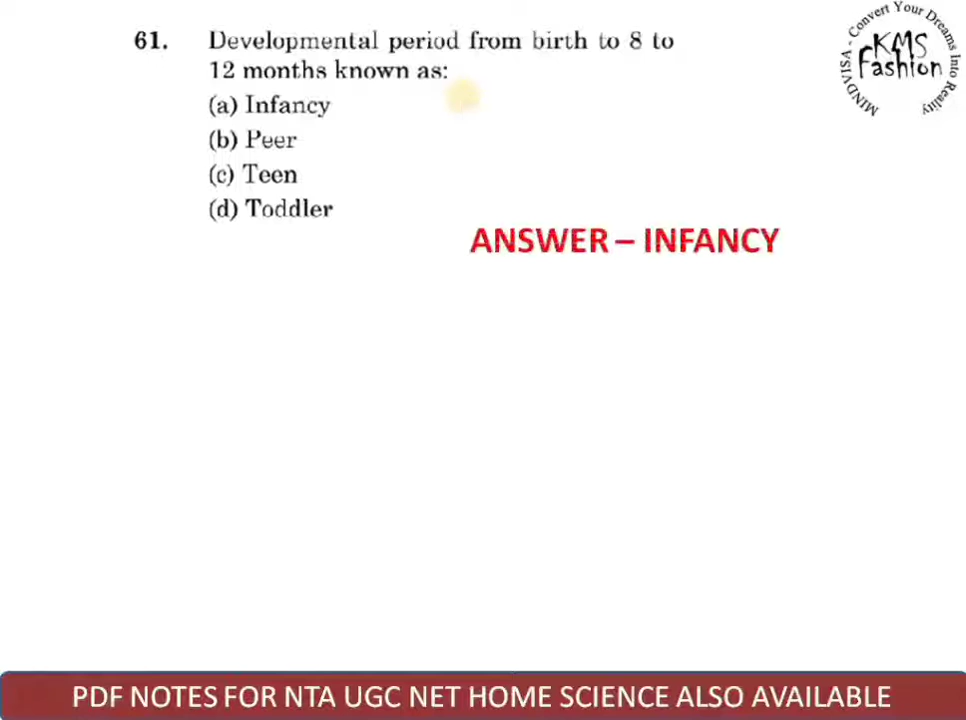 61. Developmental period from birth to 8 to
12 months known as:
(a) Infancy
(b) Peer
(c) Teen
(d) Toddler
ANSWER – INFANCY
MINDVISA - Convert Your Dreams Into Reality
KMS
Fashion
PDF NOTES FOR NTA UGC NET HOME SCIENCE ALSO AVAILABLE